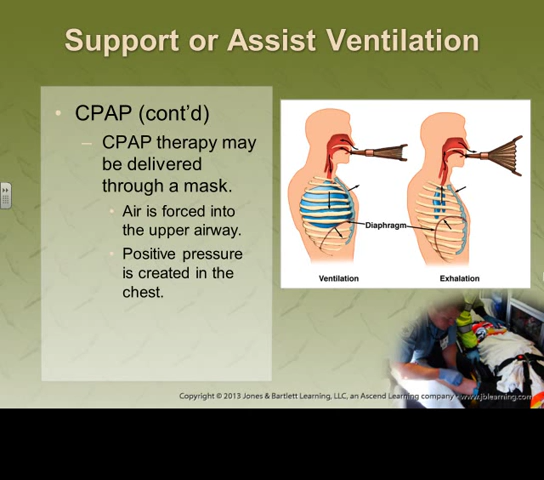 Support or Assist Ventilation
• CPAP (cont'd)
– CPAP therapy may
be delivered
through a mask.
• Air is forced into
the upper airway.
• Positive pressure
is created in the
chest.
Diaphragm
Ventilation
Exhalation
Copyright © 2013 Jones & Bartlett Learning, LLC, an Ascend Learning company • www.jblearning.com